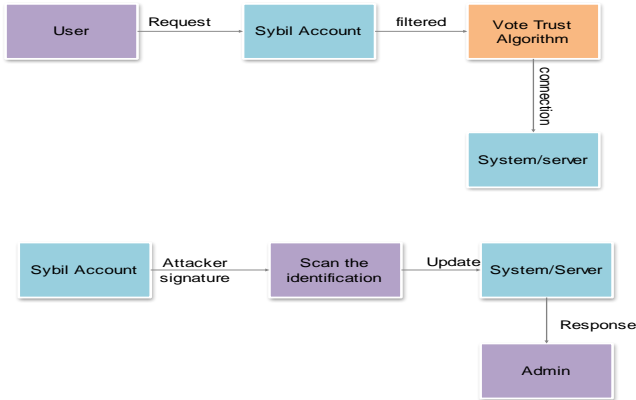 User
Request
Sybil Account
filtered
Vote Trust
Algorithm
connection
System/server
Sybil Account
Attacker
signature
Scan the
identification
Update
System/Server
Response
Admin